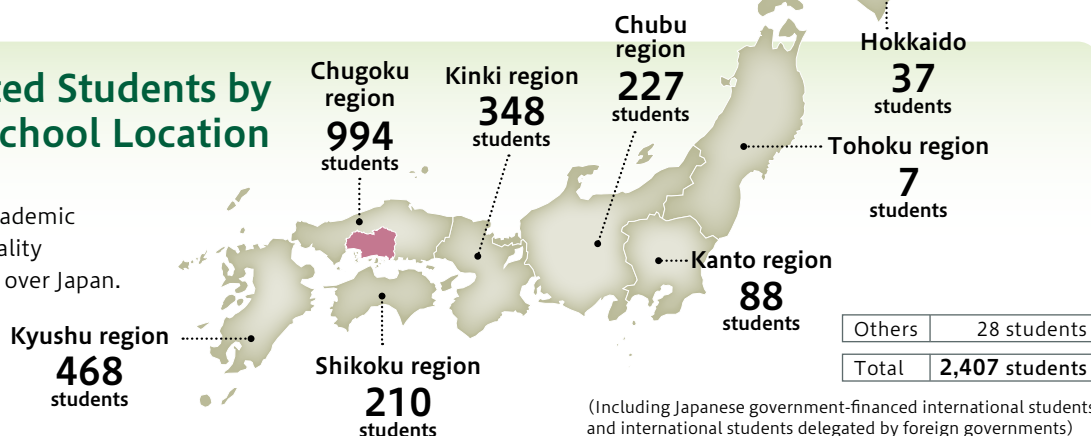 ed Students by
chool Location
ademic
ality
over Japan.
Chugoku
region
994
students
Kinki region
348
students
Chubu
region
227
students
Hokkaido
37
students
Tohoku region
7
students
Kanto region
88
students
Kyushu region
468
students
Shikoku region
210
students
Others 28 students
Total 2,407 students
(Including Japanese government-financed international students
and international students delegated by foreign governments)